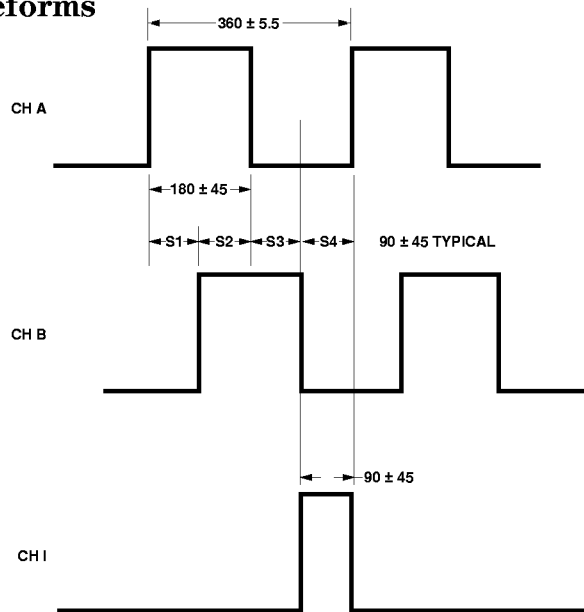 eforms
360 ± 5.5
CH A
180 ± 45
S1 S2 S3 S4 90 ± 45 TYPICAL
CH B
90 ± 45
CH I